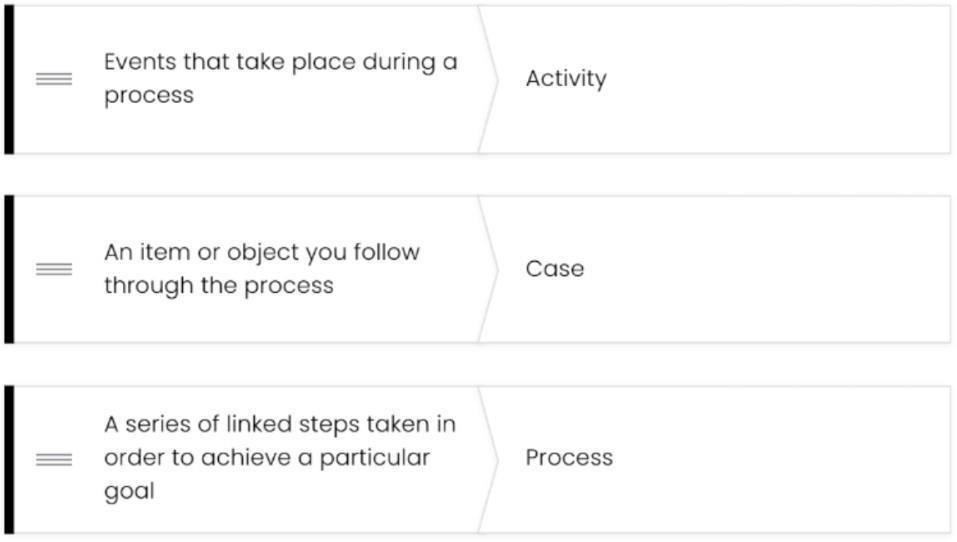 Events that take place during a
process
Activity
An item or object you follow
through the process
Case
A series of linked steps taken in
order to achieve a particular
goal
Process